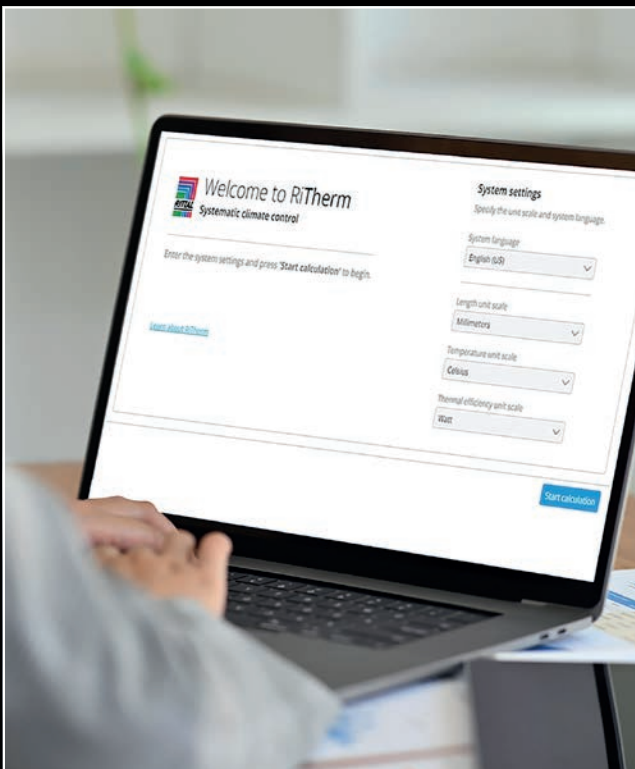 RITTAL
Welcome to RiTherm
Systematic climate control
Enter the system settings and press 'Start calculation' to begin.
Learn about RiTherm
System settings
Specify the unit scale and system language.
System language
English (US)
Length unit scale
Millimeters
Temperature unit scale
Celsius
Thermal efficiency unit scale
Watt
Start calculation